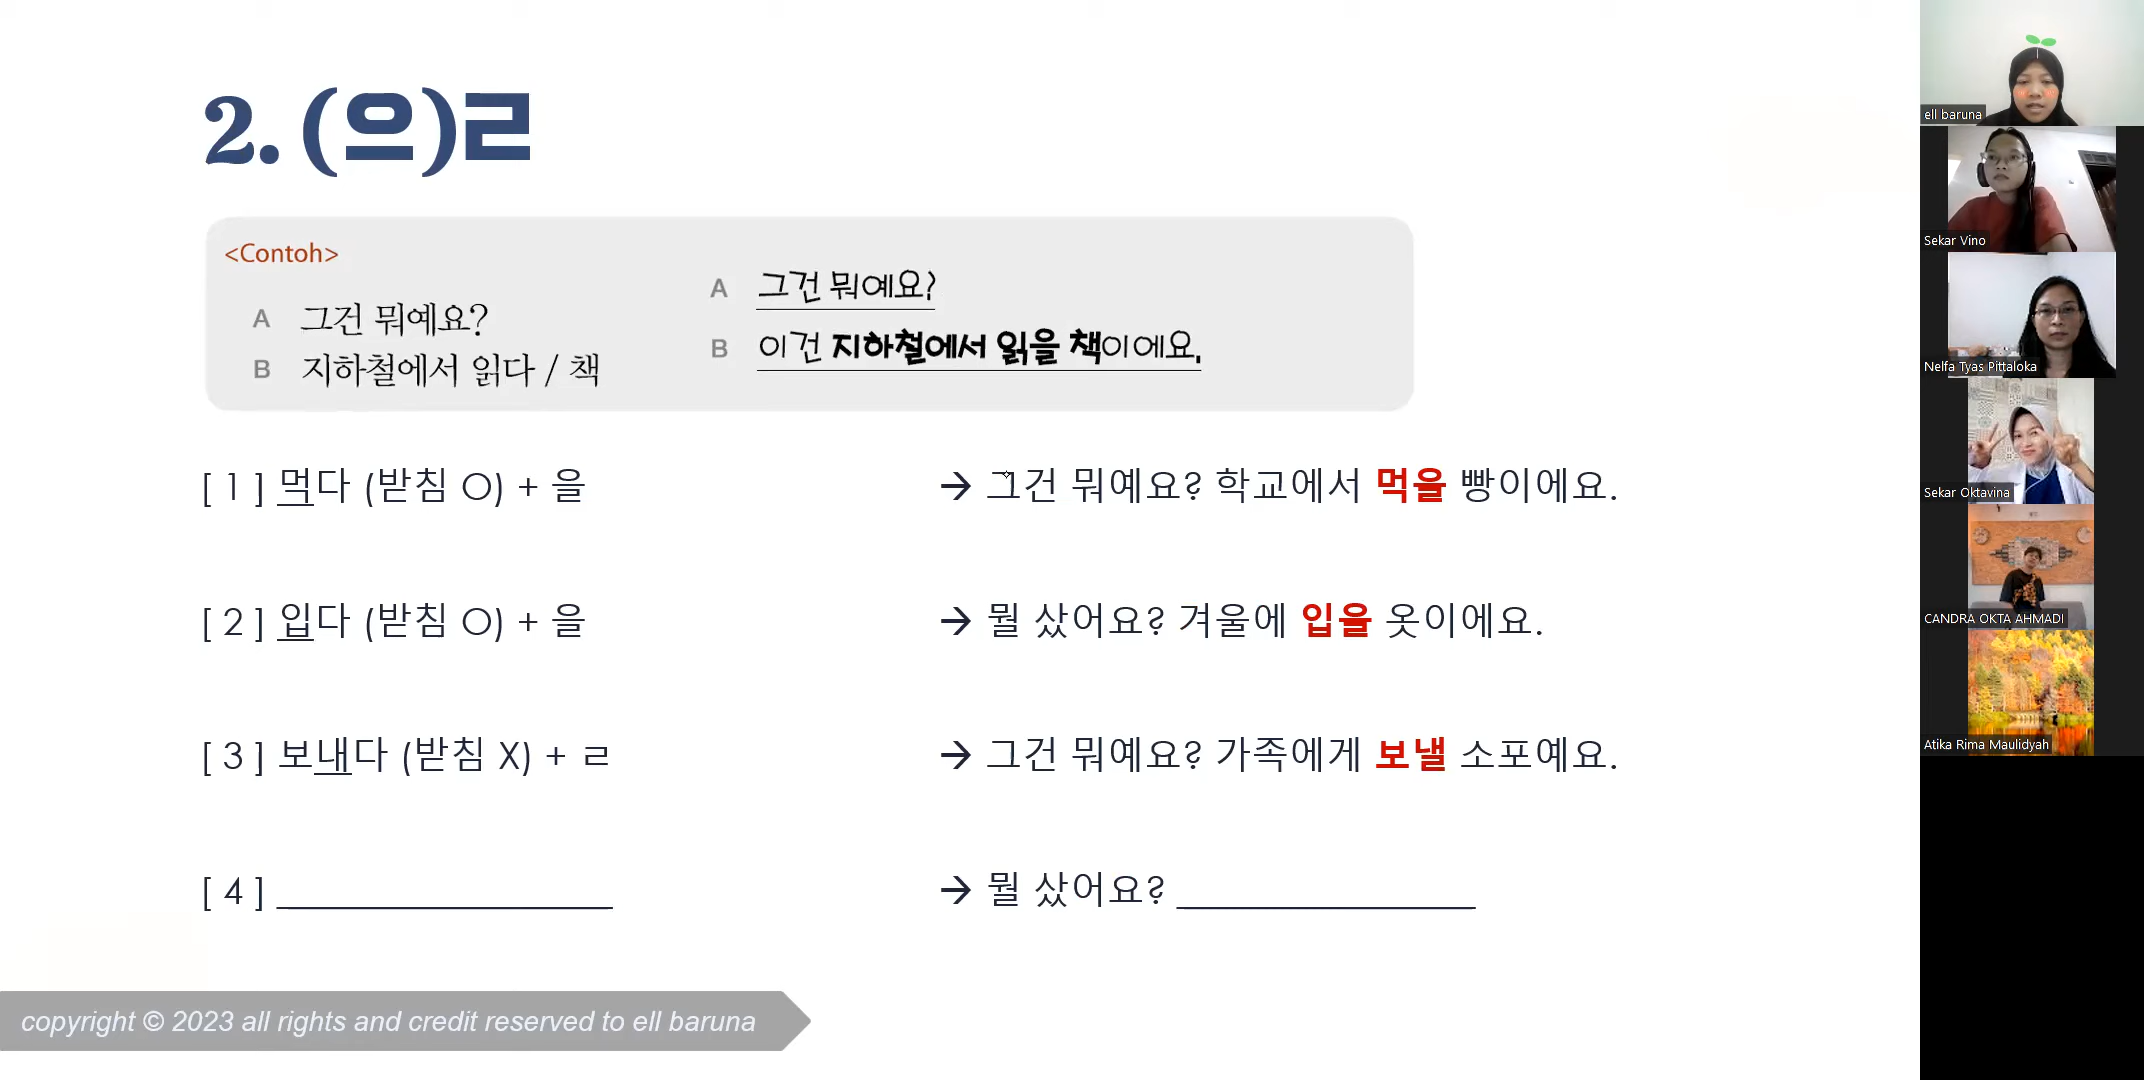 2. (으)ㄹ
<Contoh>
A 그건 뭐예요?
B 지하철에서 읽다 / 책
A 그건 뭐예요?
B 이건 지하철에서 읽을 책이에요.
[ 1 ] 먹다 (받침 O) + 을 → 그건 뭐예요? 학교에서 먹을 빵이에요.
[ 2 ] 입다 (받침 O) + 을 → 뭘 샀어요? 겨울에 입을 옷이에요.
[ 3 ] 보내다 (받침 X) + ㄹ → 그건 뭐예요? 가족에게 보낼 소포예요.
[ 4 ] ________________ → 뭘 샀어요? ______________
copyright © 2023 all rights and credit reserved to ell baruna
ell baruna
Sekar Vino
Nelfa Tyas Pittaloka
Sekar Oktavina
CANDRA OKTA AHMADI
Atika Rima Maulidyah